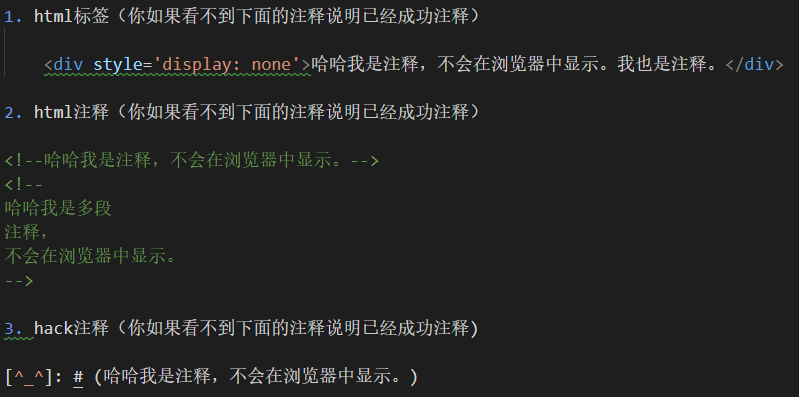 1. html标签（你如果看不到下面的注释说明已经成功注释）
<div style='display: none'>哈哈我是注释，不会在浏览器中显示。我也是注释。</div>
2. html注释（你如果看不到下面的注释说明已经成功注释）
<!--哈哈我是注释，不会在浏览器中显示。-->
<!--
哈哈我是多段
注释，
不会在浏览器中显示。
-->
3. hack注释（你如果看不到下面的注释说明已经成功注释)
[^_^]: # (哈哈我是注释，不会在浏览器中显示。)